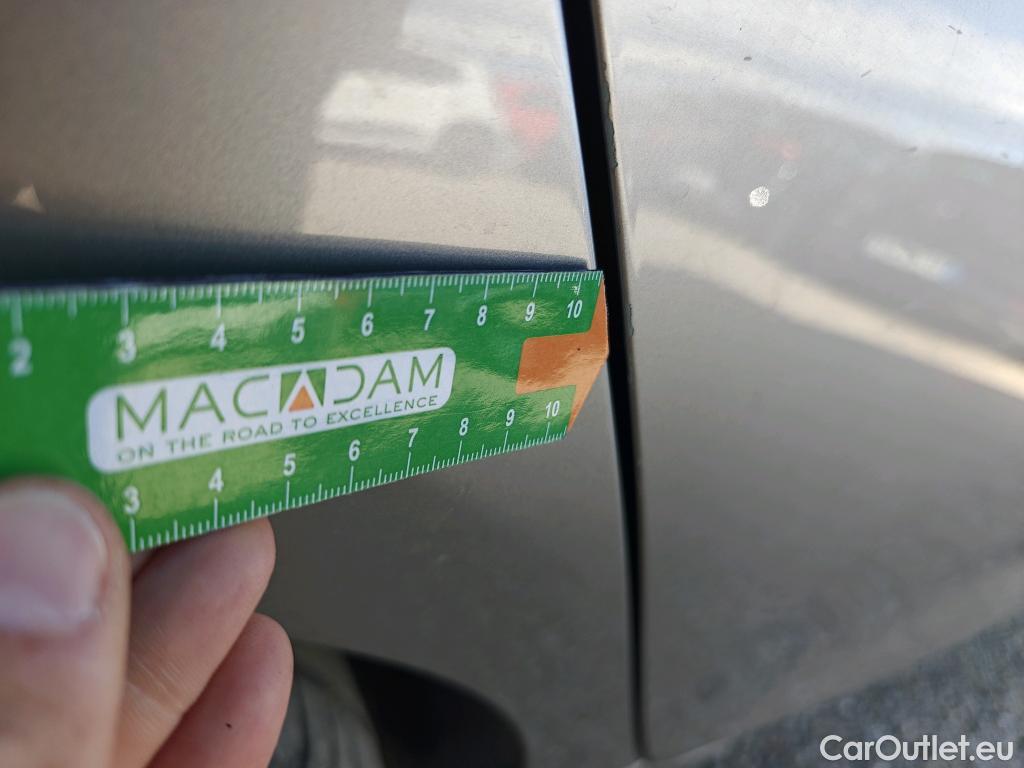 2 3 4 5 6 7 8 9 10
MACADAM
ON THE ROAD TO EXCELLENCE
3 4 5 6 7 8 9 10
CarOutlet.eu